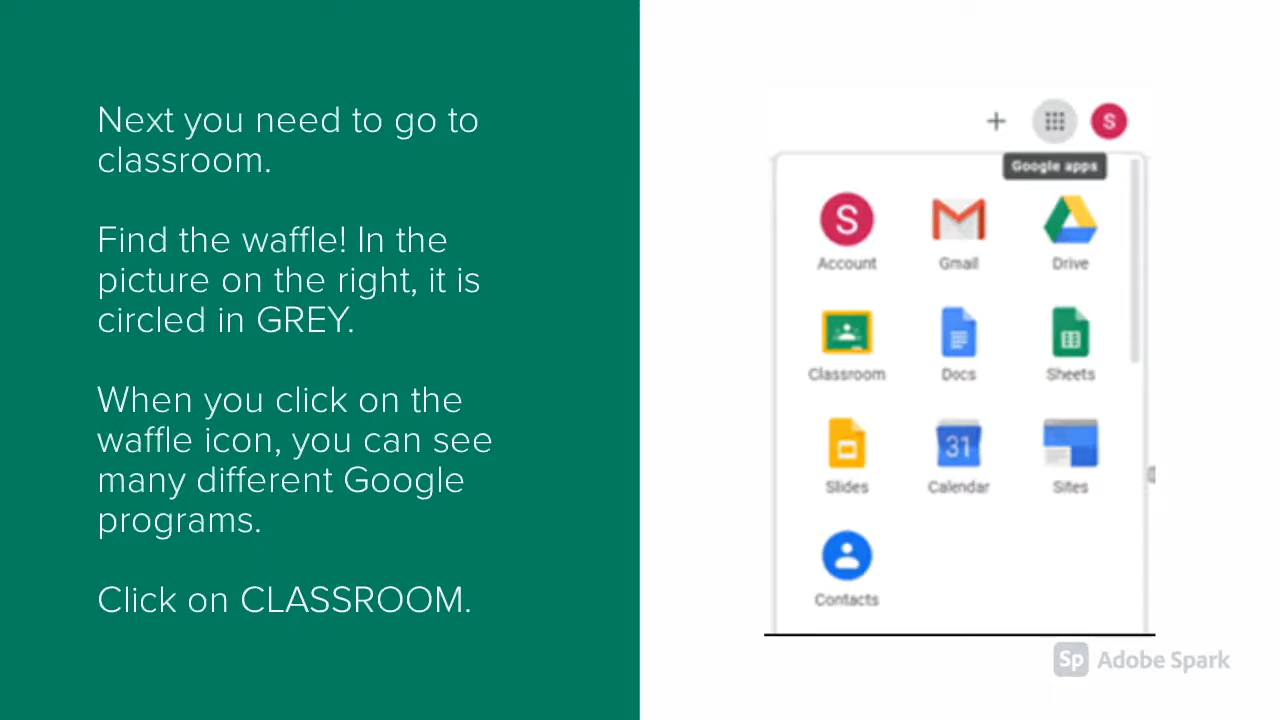 Next you need to go to
classroom.
Find the waffle! In the
picture on the right, it is
circled in GREY.
When you click on the
waffle icon, you can see
many different Google
programs.
Click on CLASSROOM.
+ S
Google apps
S
Account Gmail Drive
Classroom Docs Sheets
31
Slides Calendar Sites
Contacts
Sp Adobe Spark